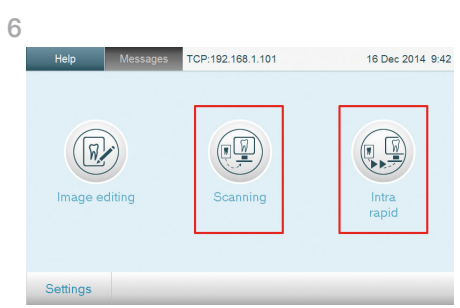 6
Help Messages TCP:192.168.1.101 16 Dec 2014 9:42
Image editing Scanning Intra
rapid
Settings